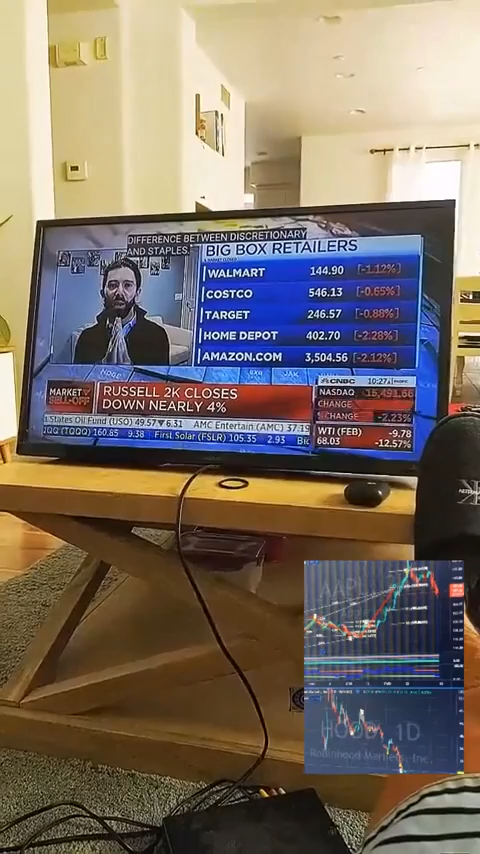 DIFFERENCE BETWEEN DISCRETIONARY
AND STAPLES.
BIG BOX RETAILERS
WALMART 144.90 [-1.12%]
COSTCO 546.13 [-0.65%]
TARGET 246.57 [-0.88%]
HOME DEPOT 402.70 [-2.28%]
AMAZON.COM 3,504.56 [-2.12%]
MARKET
SELL-OFF
RUSSELL 2K CLOSES
DOWN NEARLY 4%
CNBC 10:27A PACIFIC
NASDAQ 15,491.66
CHANGE
% CHANGE -2.23%
WTI (FEB) -9.78
68.03 -12.57%
States Oil Fund (USO) 49.57▼6.31 AMC Entertain (AMC) 37.19
QQ (TQQQ) 160.85 9.38 First Solar (FSLR) 105.35 2.93
AAPL
HOOD, 1D
Robinhood Markets, Inc.